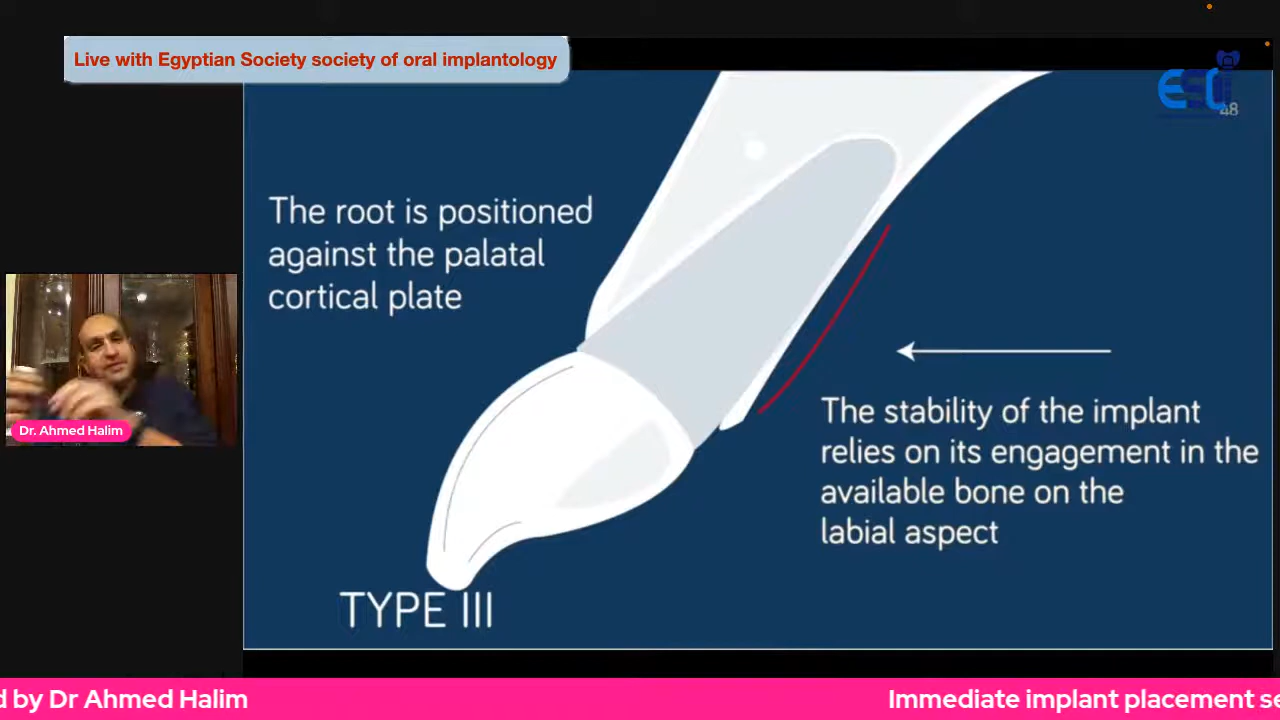 Live with Egyptian Society society of oral implantology
ESOI
48
The root is positioned
against the palatal
cortical plate
The stability of the implant
relies on its engagement in the
available bone on the
labial aspect
TYPE III
Dr. Ahmed Halim
d by Dr Ahmed Halim
Immediate implant placement se